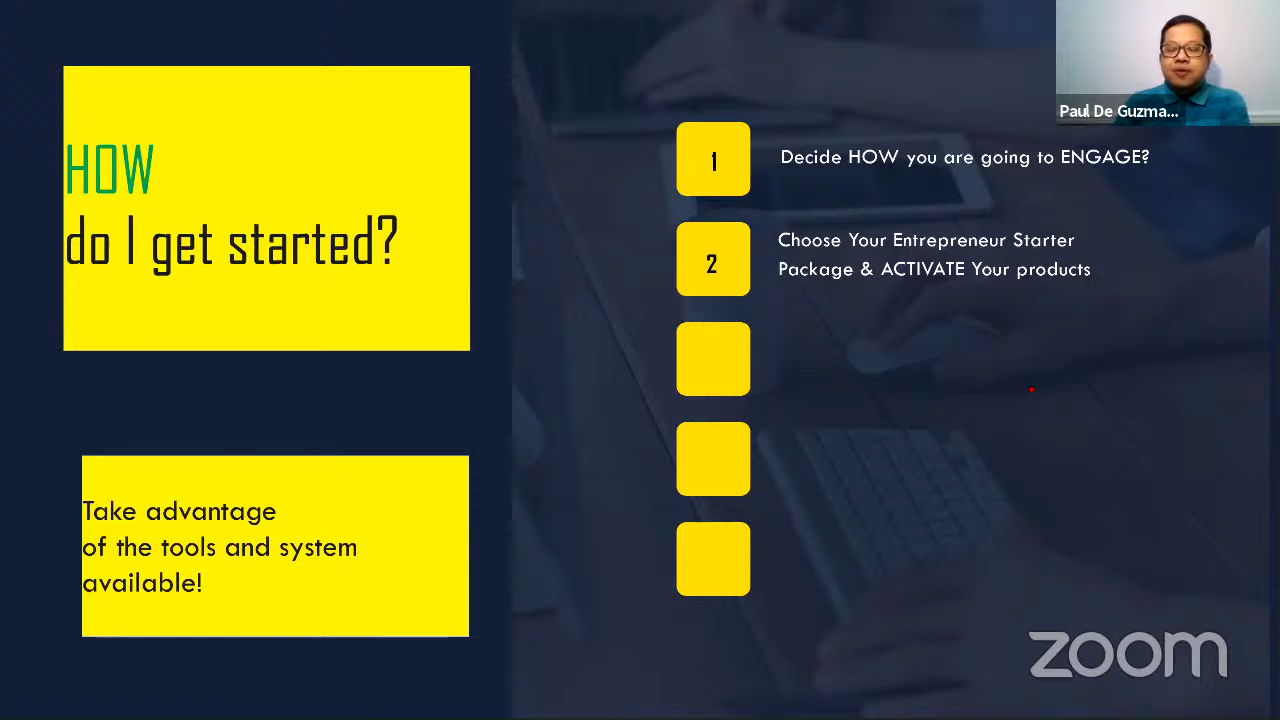 HOW
do I get started?
Take advantage
of the tools and system
available!
1
Decide HOW you are going to ENGAGE?
2
Choose Your Entrepreneur Starter
Package & ACTIVATE Your products
Paul De Guzma...
zoom